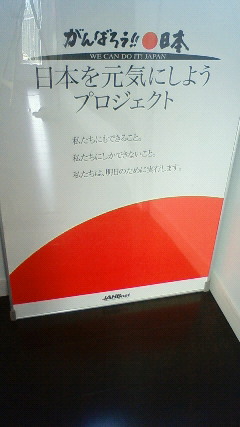 がんばろう!!●日本
WE CAN DO IT! JAPAN
日本を元気にしよう
プロジェクト
私たちにもできること。
私たちにしかできないこと。
私たちは、明日のために実行します。